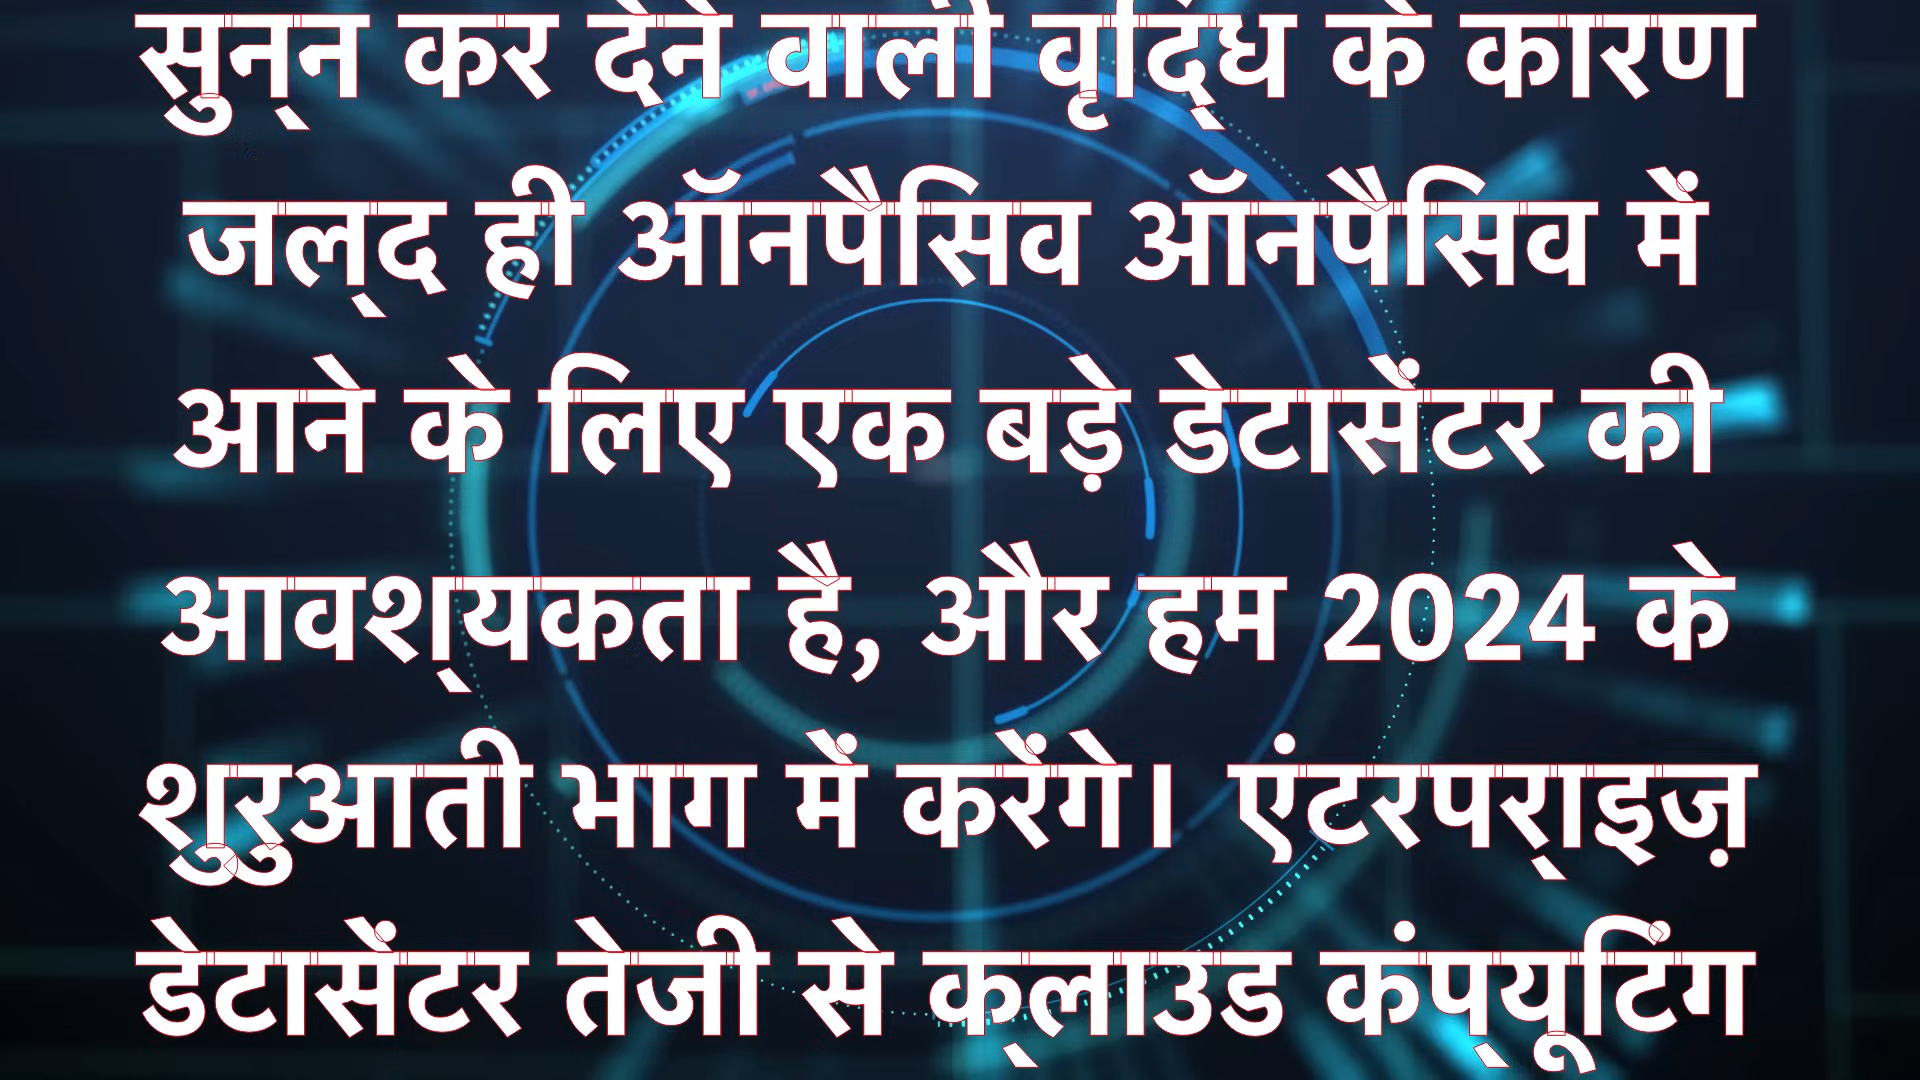 सुन्न कर देने वाली वृद्धि के कारण
जल्द ही ऑनपैसिव ऑनपैसिव में
आने के लिए एक बड़े डेटासेंटर की
आवश्यकता है, और हम 2024 के
शुरुआती भाग में करेंगे। एंटरप्राइज़
डेटासेंटर तेजी से क्लाउड कंप्यूटिंग